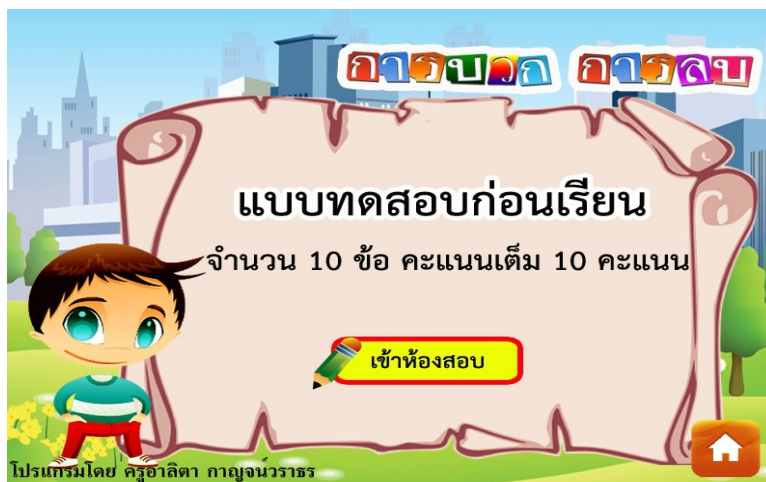 การบวก การลบ
แบบทดสอบก่อนเรียน
จำนวน 10 ข้อ คะแนนเต็ม 10 คะแนน
เข้าห้องสอบ
โปรแกรมโดย ครูอาลิตา กาญจน์วราธร